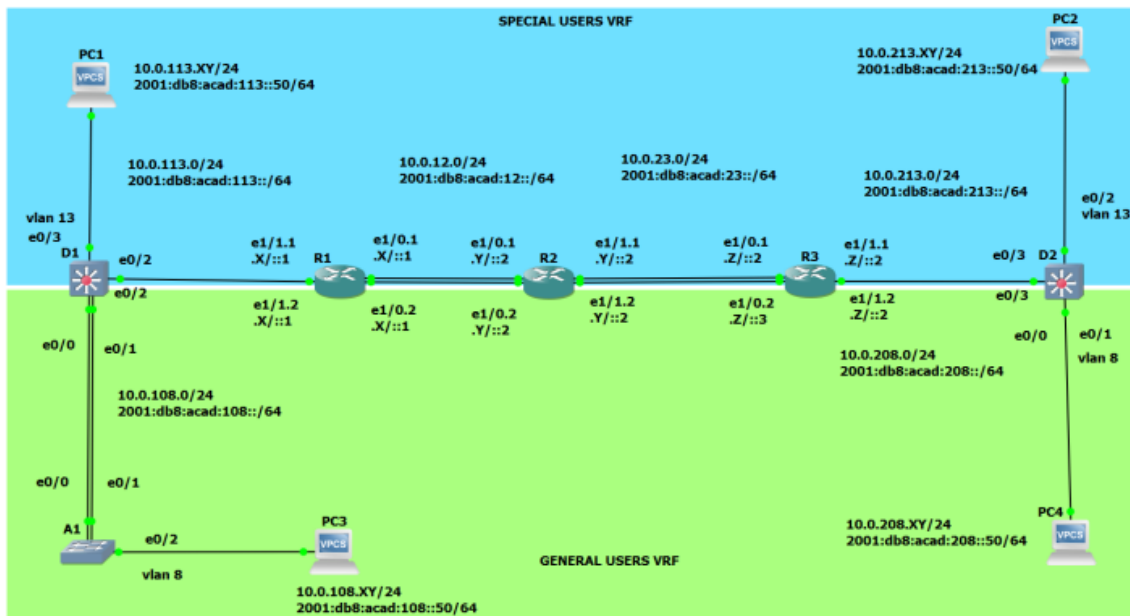 SPECIAL USERS VRF
PC1
VPCS
10.0.113.XY/24
2001:db8:acad:113::50/64
PC2
VPCS
10.0.213.XY/24
2001:db8:acad:213::50/64
10.0.113.0/24
2001:db8:acad:113::/64
10.0.12.0/24
2001:db8:acad:12::/64
10.0.23.0/24
2001:db8:acad:23::/64
10.0.213.0/24
2001:db8:acad:213::/64
e0/2
vlan 13
vlan 13
e0/3
D1
e0/2
e0/2
e1/1.1
.X/::1
R1
e1/0.1
.X/::1
e0/1
.Y/::2
R2
e1/1.1
.Y/::2
e1/0.1
.Z/::2
R3
e1/1.1
.Z/::2
e0/3
D2
e0/3
e1/1.2
.X/::1
e1/0.2
.X/::1
e1/0.2
.Y/::2
e1/1.2
.Y/::2
e1/0.2
.Z/::3
e1/1.2
.Z/::2
e0/0
e0/1
e0/0
e0/1
vlan 8
10.0.108.0/24
2001:db8:acad:108::/64
10.0.208.0/24
2001:db8:acad:208::/64
e0/0
e0/1
A1
e0/2
vlan 8
PC3
VPCS
10.0.108.XY/24
2001:db8:acad:108::50/64
PC4
VPCS
10.0.208.XY/24
2001:db8:acad:208::50/64
GENERAL USERS VRF